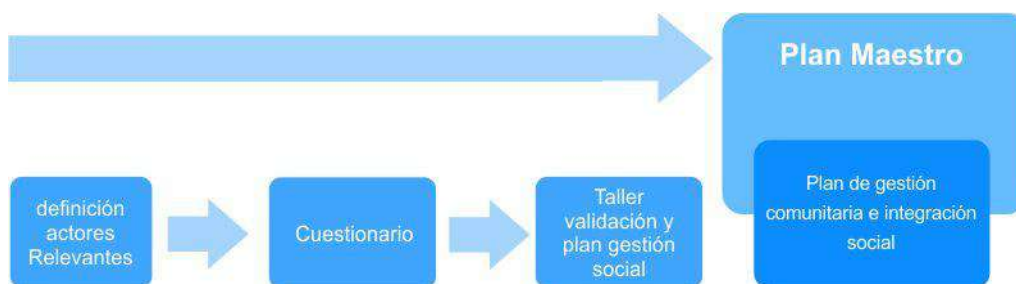 Plan Maestro
definición
actores
Relevantes
Cuestionario
Taller
validación y
plan gestión
social
Plan de gestión
comunitaria e integración
social